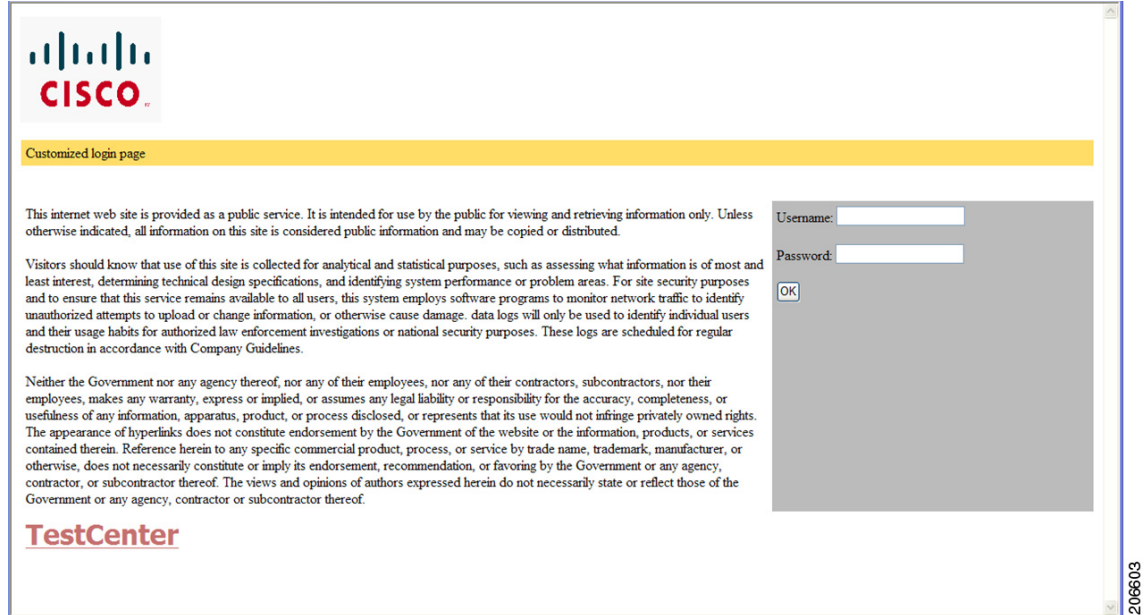 CISCO
Customized login page
This internet web site is provided as a public service. It is intended for use by the public for viewing and retrieving information only. Unless
otherwise indicated, all information on this site is considered public information and may be copied or distributed.
Visitors should know that use of this site is collected for analytical and statistical purposes, such as assessing what information is of most and
least interest, determining technical design specifications, and identifying system performance or problem areas. For site security purposes
and to ensure that this service remains available to all users, this system employs software programs to monitor network traffic to identify
unauthorized attempts to upload or change information, or otherwise cause damage. data logs will only be used to identify individual users
and their usage habits for authorized law enforcement investigations or national security purposes. These logs are scheduled for regular
destruction in accordance with Company Guidelines.
Neither the Government nor any agency thereof, nor any of their employees, nor any of their contractors, subcontractors, nor their
employees, makes any warranty, express or implied, or assumes any legal liability or responsibility for the accuracy, completeness, or
usefulness of any information, apparatus, product, or process disclosed, or represents that its use would not infringe privately owned rights.
The appearance of hyperlinks does not constitute endorsement by the Government of the website or the information, products, or services
contained therein. Reference herein to any specific commercial product, process, or service by trade name, trademark, manufacturer, or
otherwise, does not necessarily constitute or imply its endorsement, recommendation, or favoring by the Government or any agency,
contractor, or subcontractor thereof. The views and opinions of authors expressed herein do not necessarily state or reflect those of the
Government or any agency, contractor or subcontractor thereof.
TestCenter
Username:
Password:
OK
206603